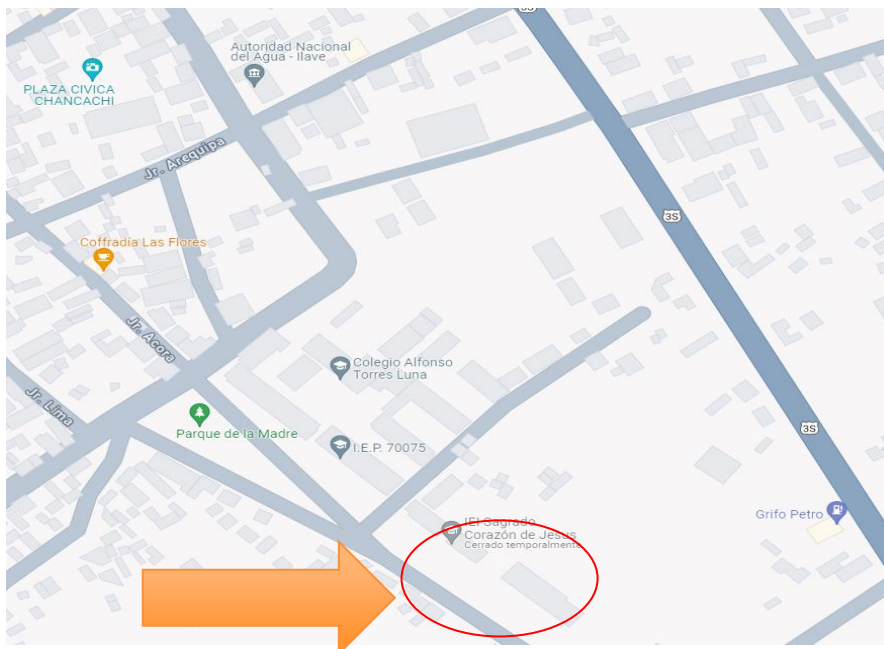 3S
Autoridad Nacional
del Agua - Ilave
PLAZA CIVICA
CHANCACHI
Jr. Arequipa
3S
Coffradía Las Flores
Jr. Acora
Colegio Alfonso
Torres Luna
Jr. Lima
Parque de la Madre
3S
I.E.P. 70075
Grifo Petro
IEI Sagrado
Corazón de Jesus
Cerrado temporalmente